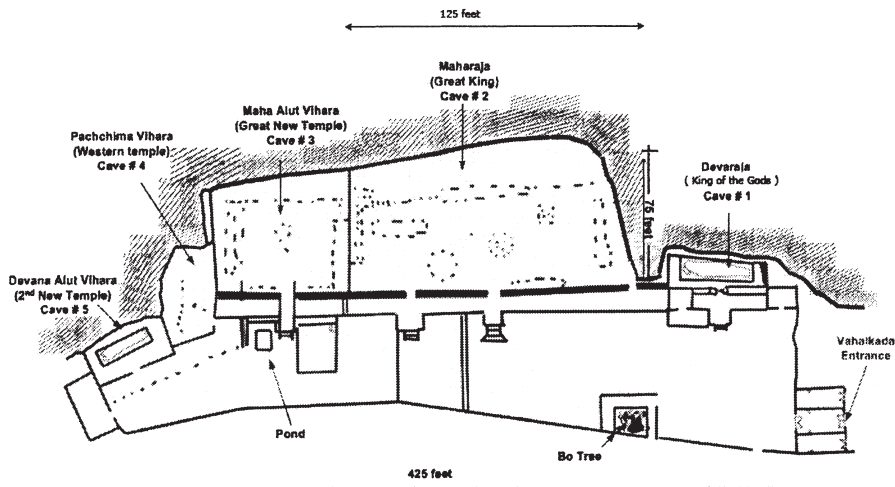 125 feet
Maharaja
(Great King)
Cave # 2
Maha Alut Vihara
(Great New Temple)
Cave # 3
Pachchima Vihara
(Western temple)
Cave # 4
Devaraja
( King of the Gods )
Cave # 1
75 feet
Devana Alut Vihara
(2nd New Temple)
Cave # 5
Vahalkada
Entrance
Pond
Bo Tree
425 feet